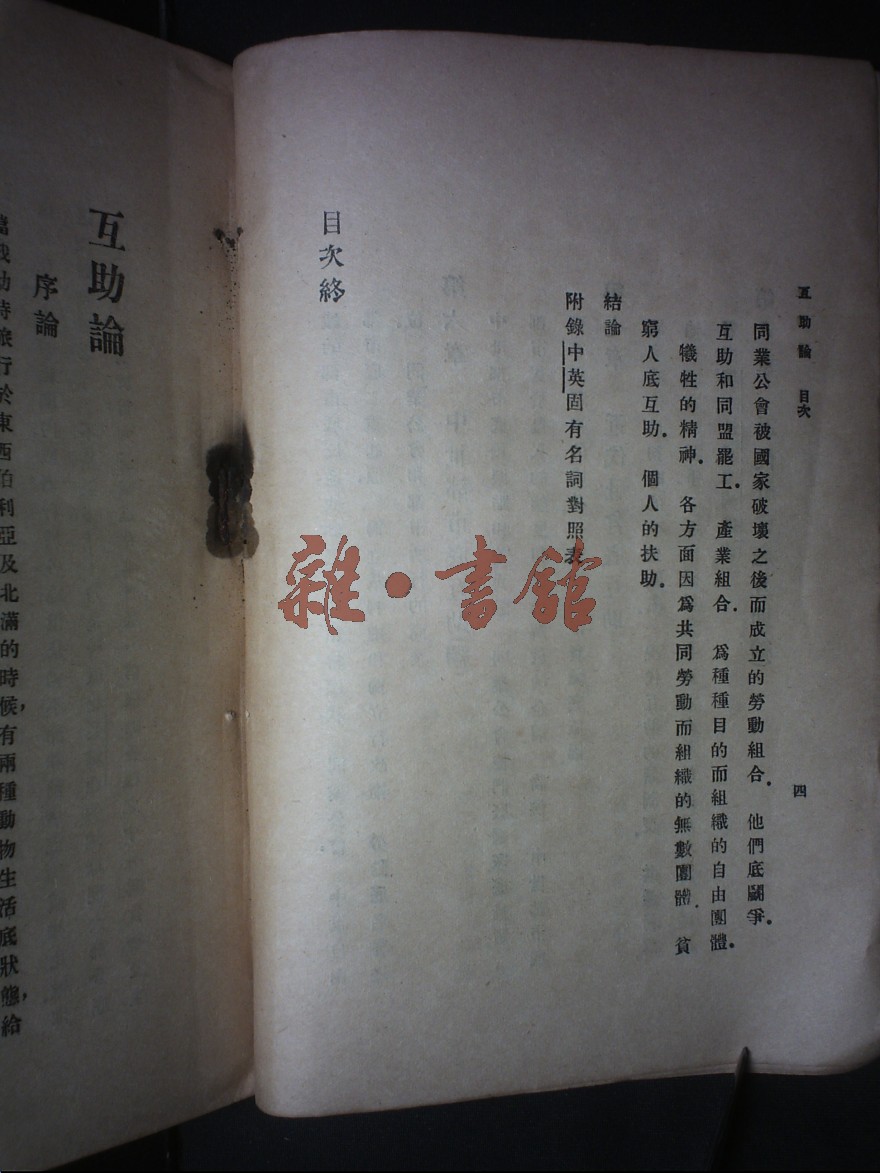 互助論　目次　四
同業公會被國家破壞之後而成立的勞動組合．他們底鬭爭．
互助和同盟罷工．產業組合．爲種種目的而組織的自由團體．
犧牲的精神．各方面因爲共同勞動而組織的無數團體．貧
窮人底互助．個人的扶助．
結論
附錄中英固有名詞對照表
目次終
互助論
序論
當我幼時旅行於東西伯利亞及北滿的時候，有兩種動物生活底狀態，給
雜·書館